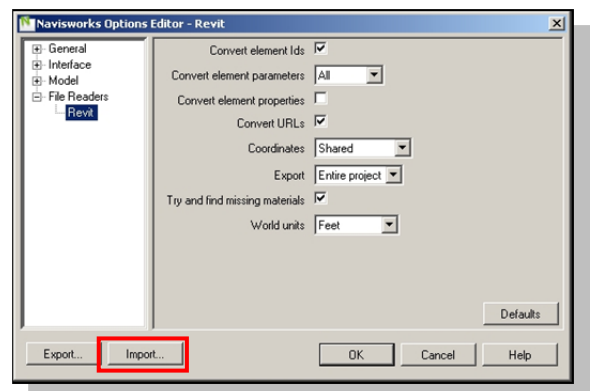 Navisworks Options Editor - Revit
General
Interface
Model
File Readers
Revit
Convert element Ids
Convert element parameters All
Convert element properties
Convert URLs
Coordinates Shared
Export Entire project
Try and find missing materials
World units Feet
Defaults
Export... Import... OK Cancel Help